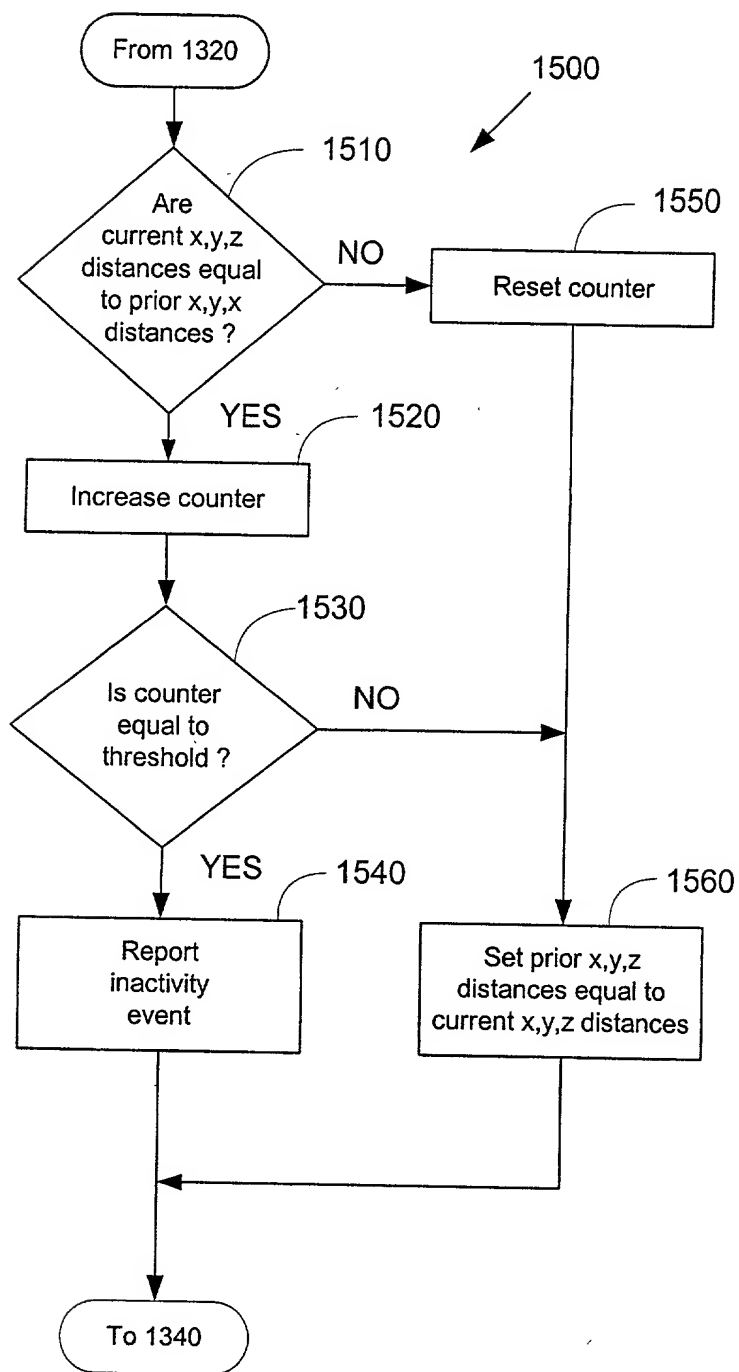 From 1320
1500
1510
Are
current x,y,z
distances equal
to prior x,y,x
distances ?
NO
1550
Reset counter
YES
1520
Increase counter
1530
Is counter
equal to
threshold ?
NO
YES
1540
Report
inactivity
event
1560
Set prior x,y,z
distances equal to
current x,y,z distances
To 1340